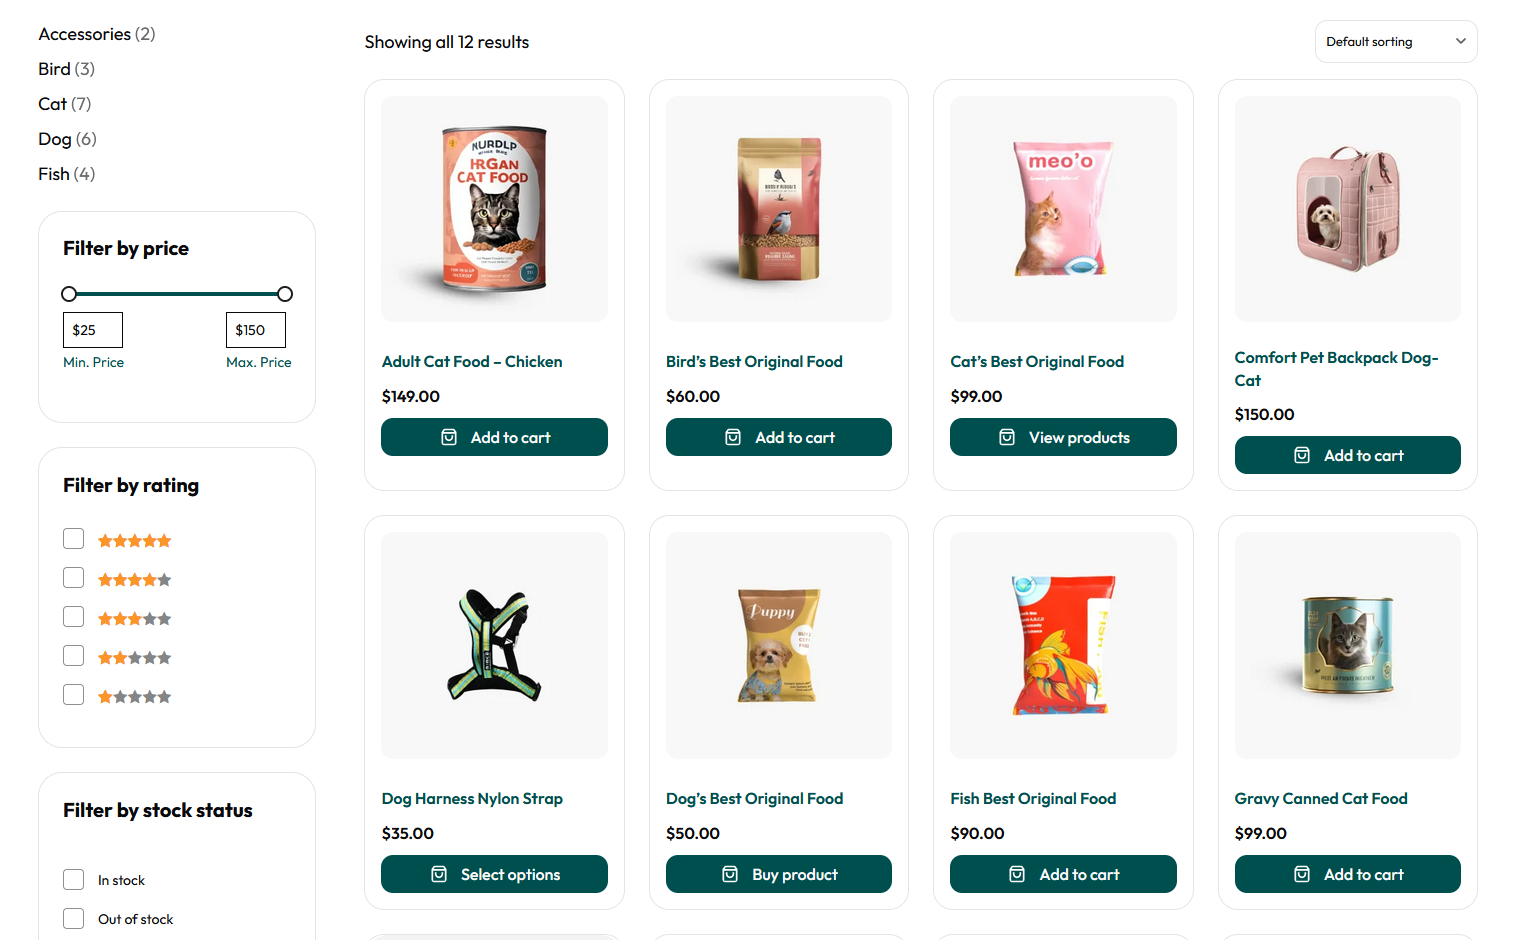 Accessories (2)
Bird (3)
Cat (7)
Dog (6)
Fish (4)
Filter by price
$25
$150
Min. Price
Max. Price
Filter by rating
Filter by stock status
In stock
Out of stock
Showing all 12 results
Default sorting
NURDLP
HRGAN
CAT FOOD
meo'o
Adult Cat Food – Chicken
$149.00
Add to cart
Bird's Best Original Food
$60.00
Add to cart
Cat's Best Original Food
$99.00
View products
Comfort Pet Backpack Dog-
Cat
$150.00
Add to cart
Puppy
Dog Harness Nylon Strap
$35.00
Select options
Dog's Best Original Food
$50.00
Buy product
Fish Best Original Food
$90.00
Add to cart
Gravy Canned Cat Food
$99.00
Add to cart